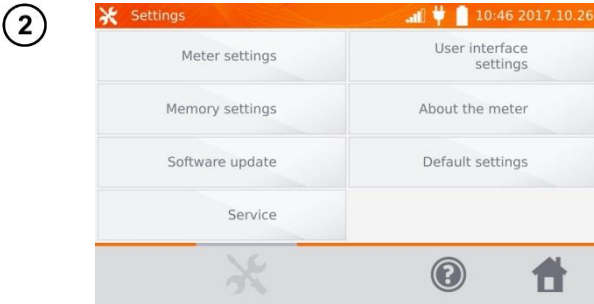 2
Settings
10:46 2017.10.26
Meter settings
User interface
settings
Memory settings
About the meter
Software update
Default settings
Service
?